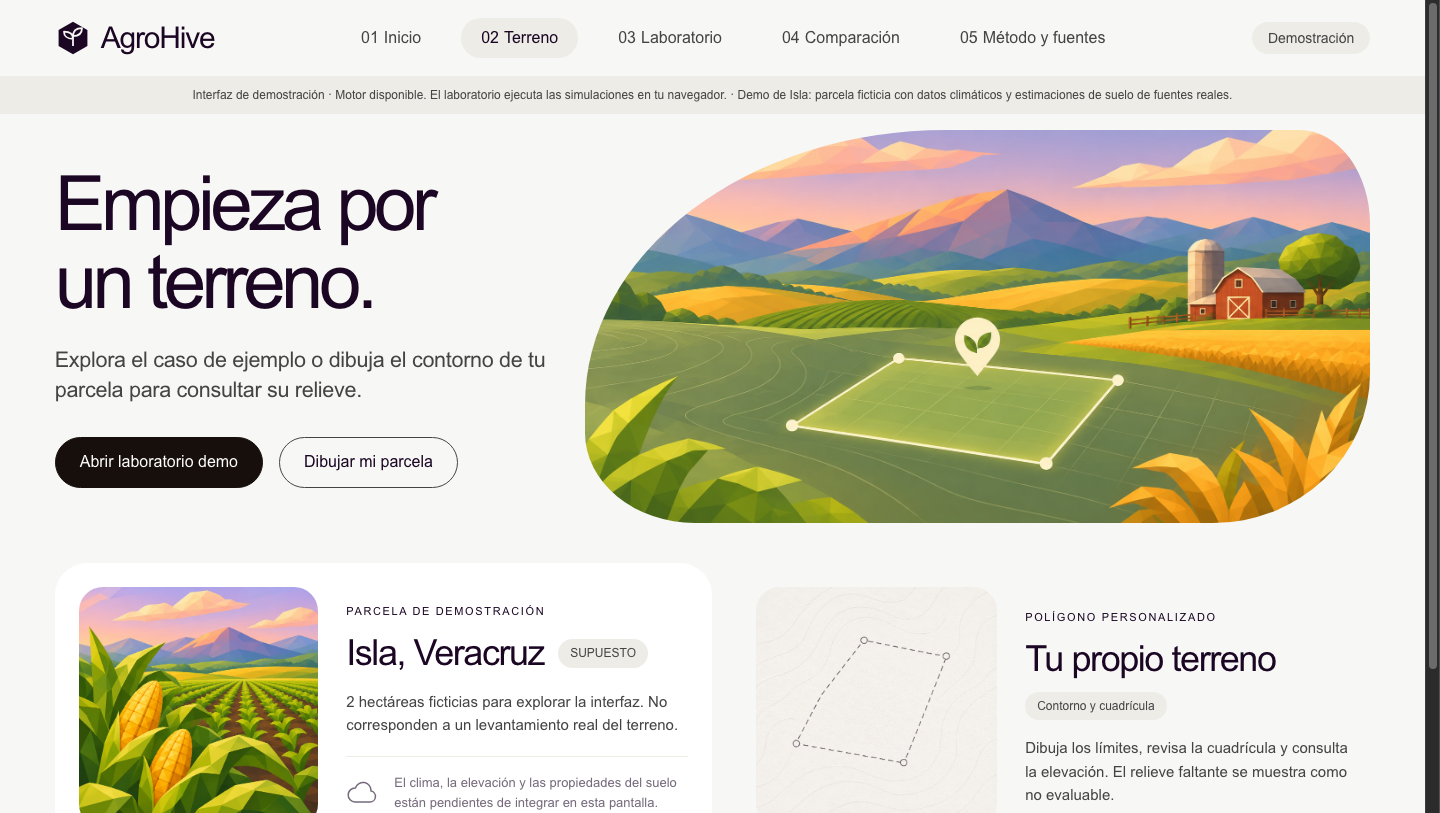 AgroHive
01 Inicio
02 Terreno
03 Laboratorio
04 Comparación
05 Método y fuentes
Demostración
Interfaz de demostración · Motor disponible. El laboratorio ejecuta las simulaciones en tu navegador. · Demo de Isla: parcela ficticia con datos climáticos y estimaciones de suelo de fuentes reales.
Empieza por
un terreno.
Explora el caso de ejemplo o dibuja el contorno de tu
parcela para consultar su relieve.
Abrir laboratorio demo
Dibujar mi parcela
PARCELA DE DEMOSTRACIÓN
Isla, Veracruz
SUPUESTO
2 hectáreas ficticias para explorar la interfaz. No
corresponden a un levantamiento real del terreno.
El clima, la elevación y las propiedades del suelo
están pendientes de integrar en esta pantalla.
POLÍGONO PERSONALIZADO
Tu propio terreno
Contorno y cuadrícula
Dibuja los límites, revisa la cuadrícula y consulta
la elevación. El relieve faltante se muestra como
no evaluable.